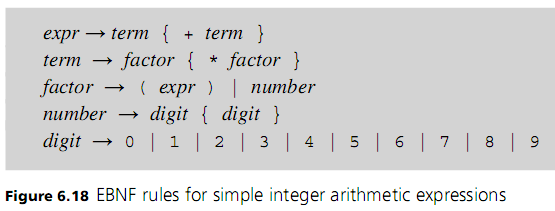 expr → term { + term }
term → factor { * factor }
factor → ( expr ) | number
number → digit { digit }
digit → 0 | 1 | 2 | 3 | 4 | 5 | 6 | 7 | 8 | 9
Figure 6.18 EBNF rules for simple integer arithmetic expressions